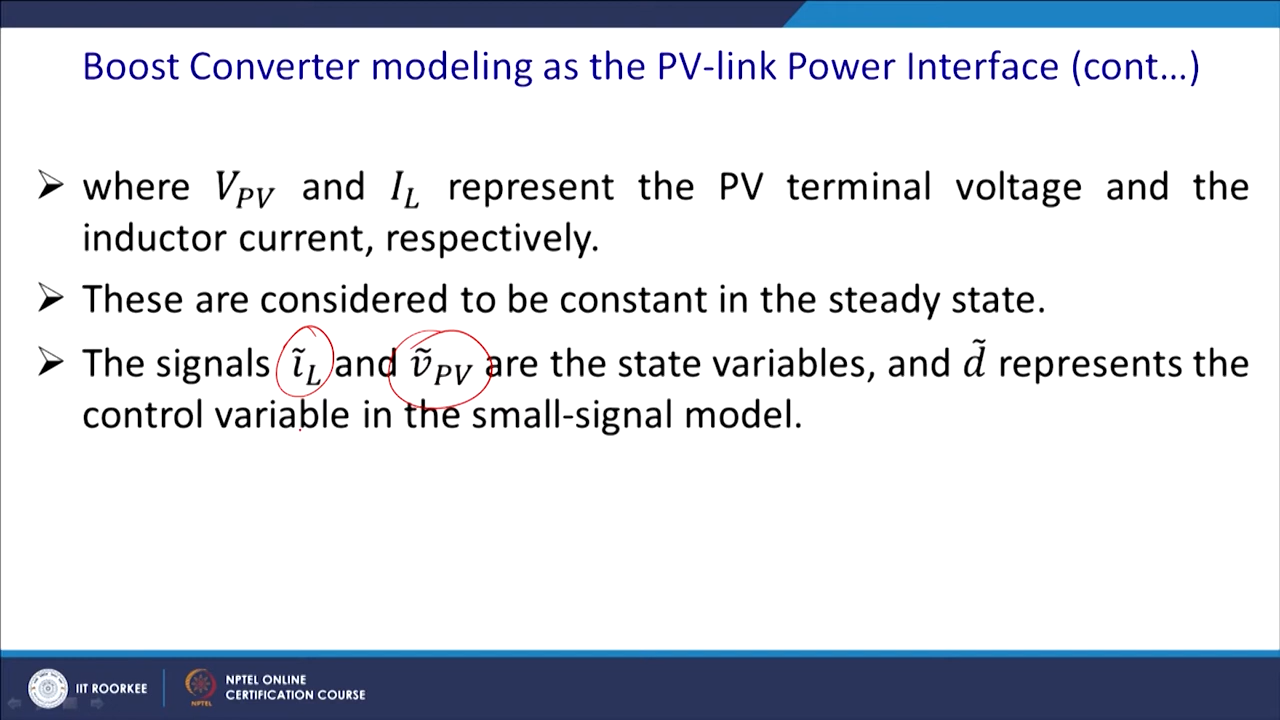 Boost Converter modeling as the PV-link Power Interface (cont...)
➢ where V_PV and I_L represent the PV terminal voltage and the
inductor current, respectively.
➢ These are considered to be constant in the steady state.
➢ The signals ĩ_L and ṽ_PV are the state variables, and d̃ represents the
control variable in the small-signal model.
IIT ROORKEE
NPTEL ONLINE
CERTIFICATION COURSE
NPTEL